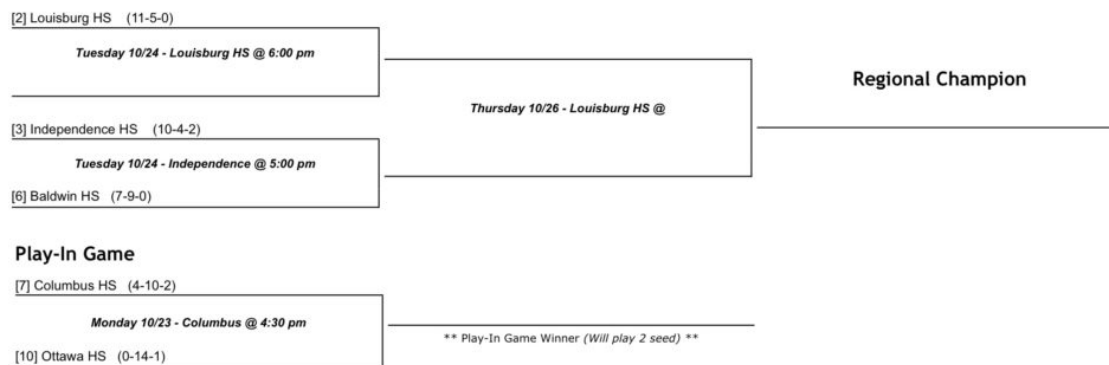 [2] Louisburg HS (11-5-0)
Tuesday 10/24 - Louisburg HS @ 6:00 pm
Regional Champion
Thursday 10/26 - Louisburg HS @
[3] Independence HS (10-4-2)
Tuesday 10/24 - Independence @ 5:00 pm
[6] Baldwin HS (7-9-0)
Play-In Game
[7] Columbus HS (4-10-2)
Monday 10/23 - Columbus @ 4:30 pm
** Play-In Game Winner (Will play 2 seed) **
[10] Ottawa HS (0-14-1)